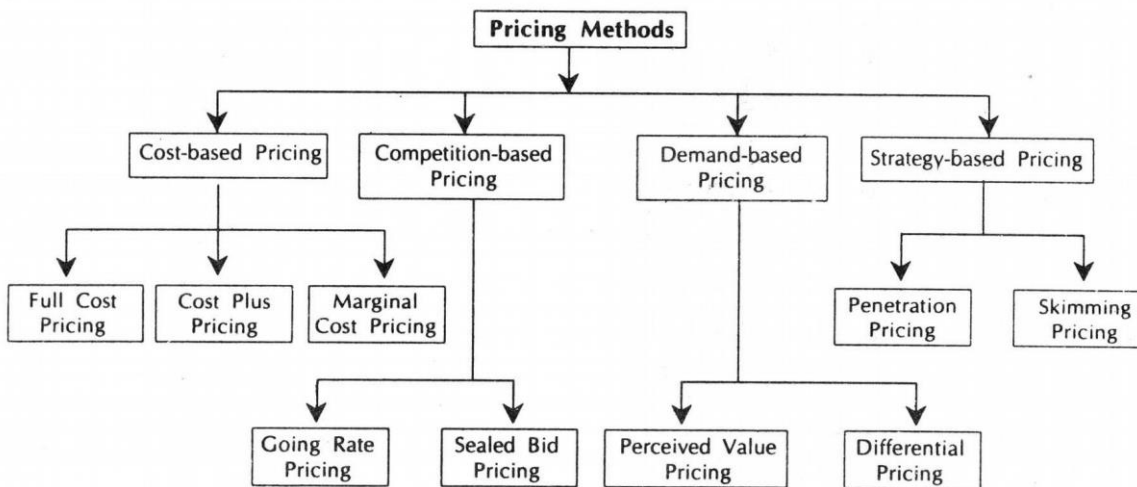 Pricing Methods
Cost-based Pricing
Competition-based
Pricing
Demand-based
Pricing
Strategy-based Pricing
Full Cost
Pricing
Cost Plus
Pricing
Marginal
Cost Pricing
Penetration
Pricing
Skimming
Pricing
Going Rate
Pricing
Sealed Bid
Pricing
Perceived Value
Pricing
Differential
Pricing